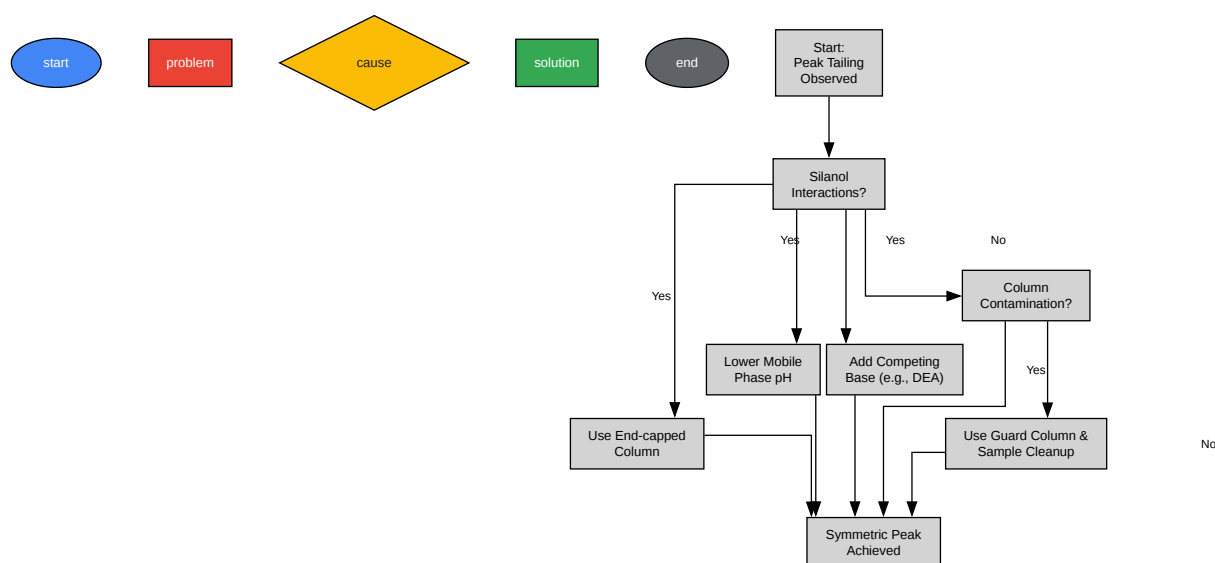 start
problem
cause
solution
end
Start:
Peak Tailing
Observed
Silanol
Interactions?
Yes
Yes
No
Yes
Column
Contamination?
Lower Mobile
Phase pH
Add Competing
Base (e.g., DEA)
Yes
Use End-capped
Column
Use Guard Column &
Sample Cleanup
No
Symmetric Peak
Achieved